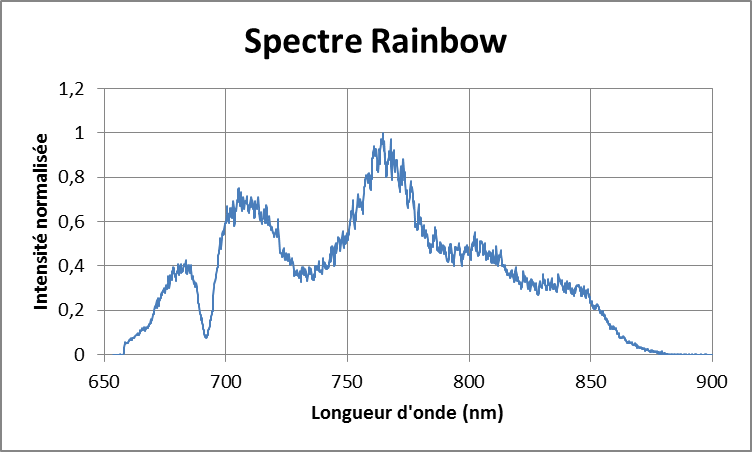 Spectre Rainbow
Intensité normalisée
1,2
1
0,8
0,6
0,4
0,2
0
650 700 750 800 850 900
Longueur d'onde (nm)